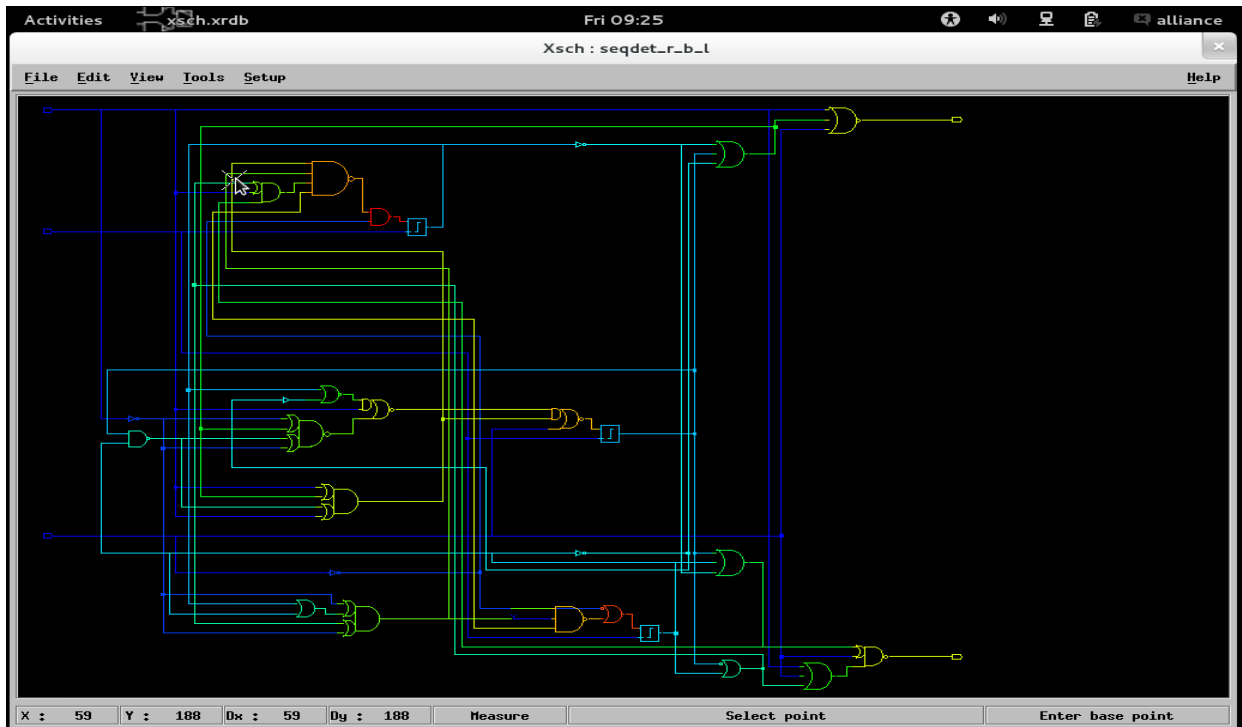 Activities xsch.xrdb Fri 09:25 alliance
Xsch : seqdet_r_b_l
File Edit View Tools Setup Help
X : 59 Y : 188 Dx : 59 Dy : 188 Measure Select point Enter base point